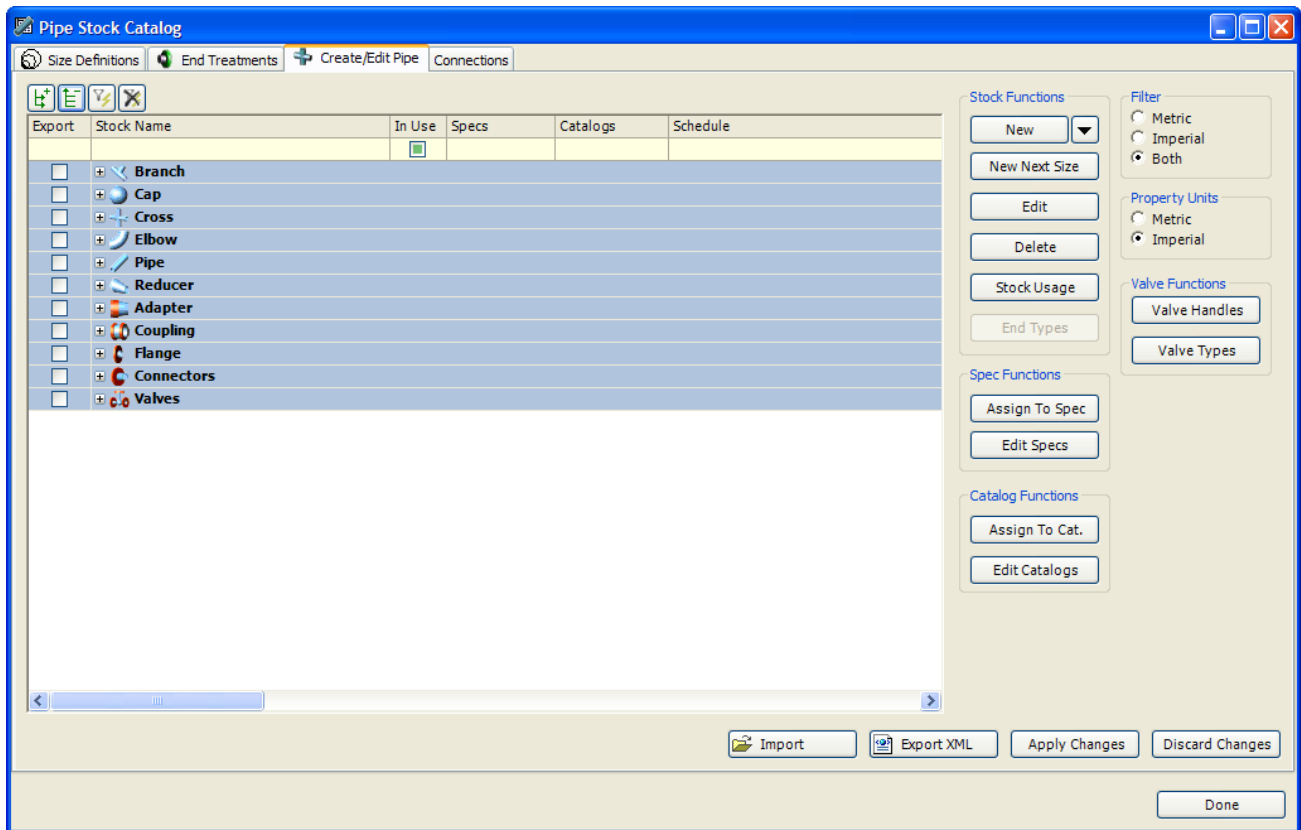 Pipe Stock Catalog
Size Definitions End Treatments Create/Edit Pipe Connections
Export Stock Name In Use Specs Catalogs Schedule
Branch
Cap
Cross
Elbow
Pipe
Reducer
Adapter
Coupling
Flange
Connectors
Valves
Stock Functions
New
New Next Size
Edit
Delete
Stock Usage
End Types
Spec Functions
Assign To Spec
Edit Specs
Catalog Functions
Assign To Cat.
Edit Catalogs
Filter
Metric
Imperial
Both
Property Units
Metric
Imperial
Valve Functions
Valve Handles
Valve Types
Import Export XML Apply Changes Discard Changes
Done